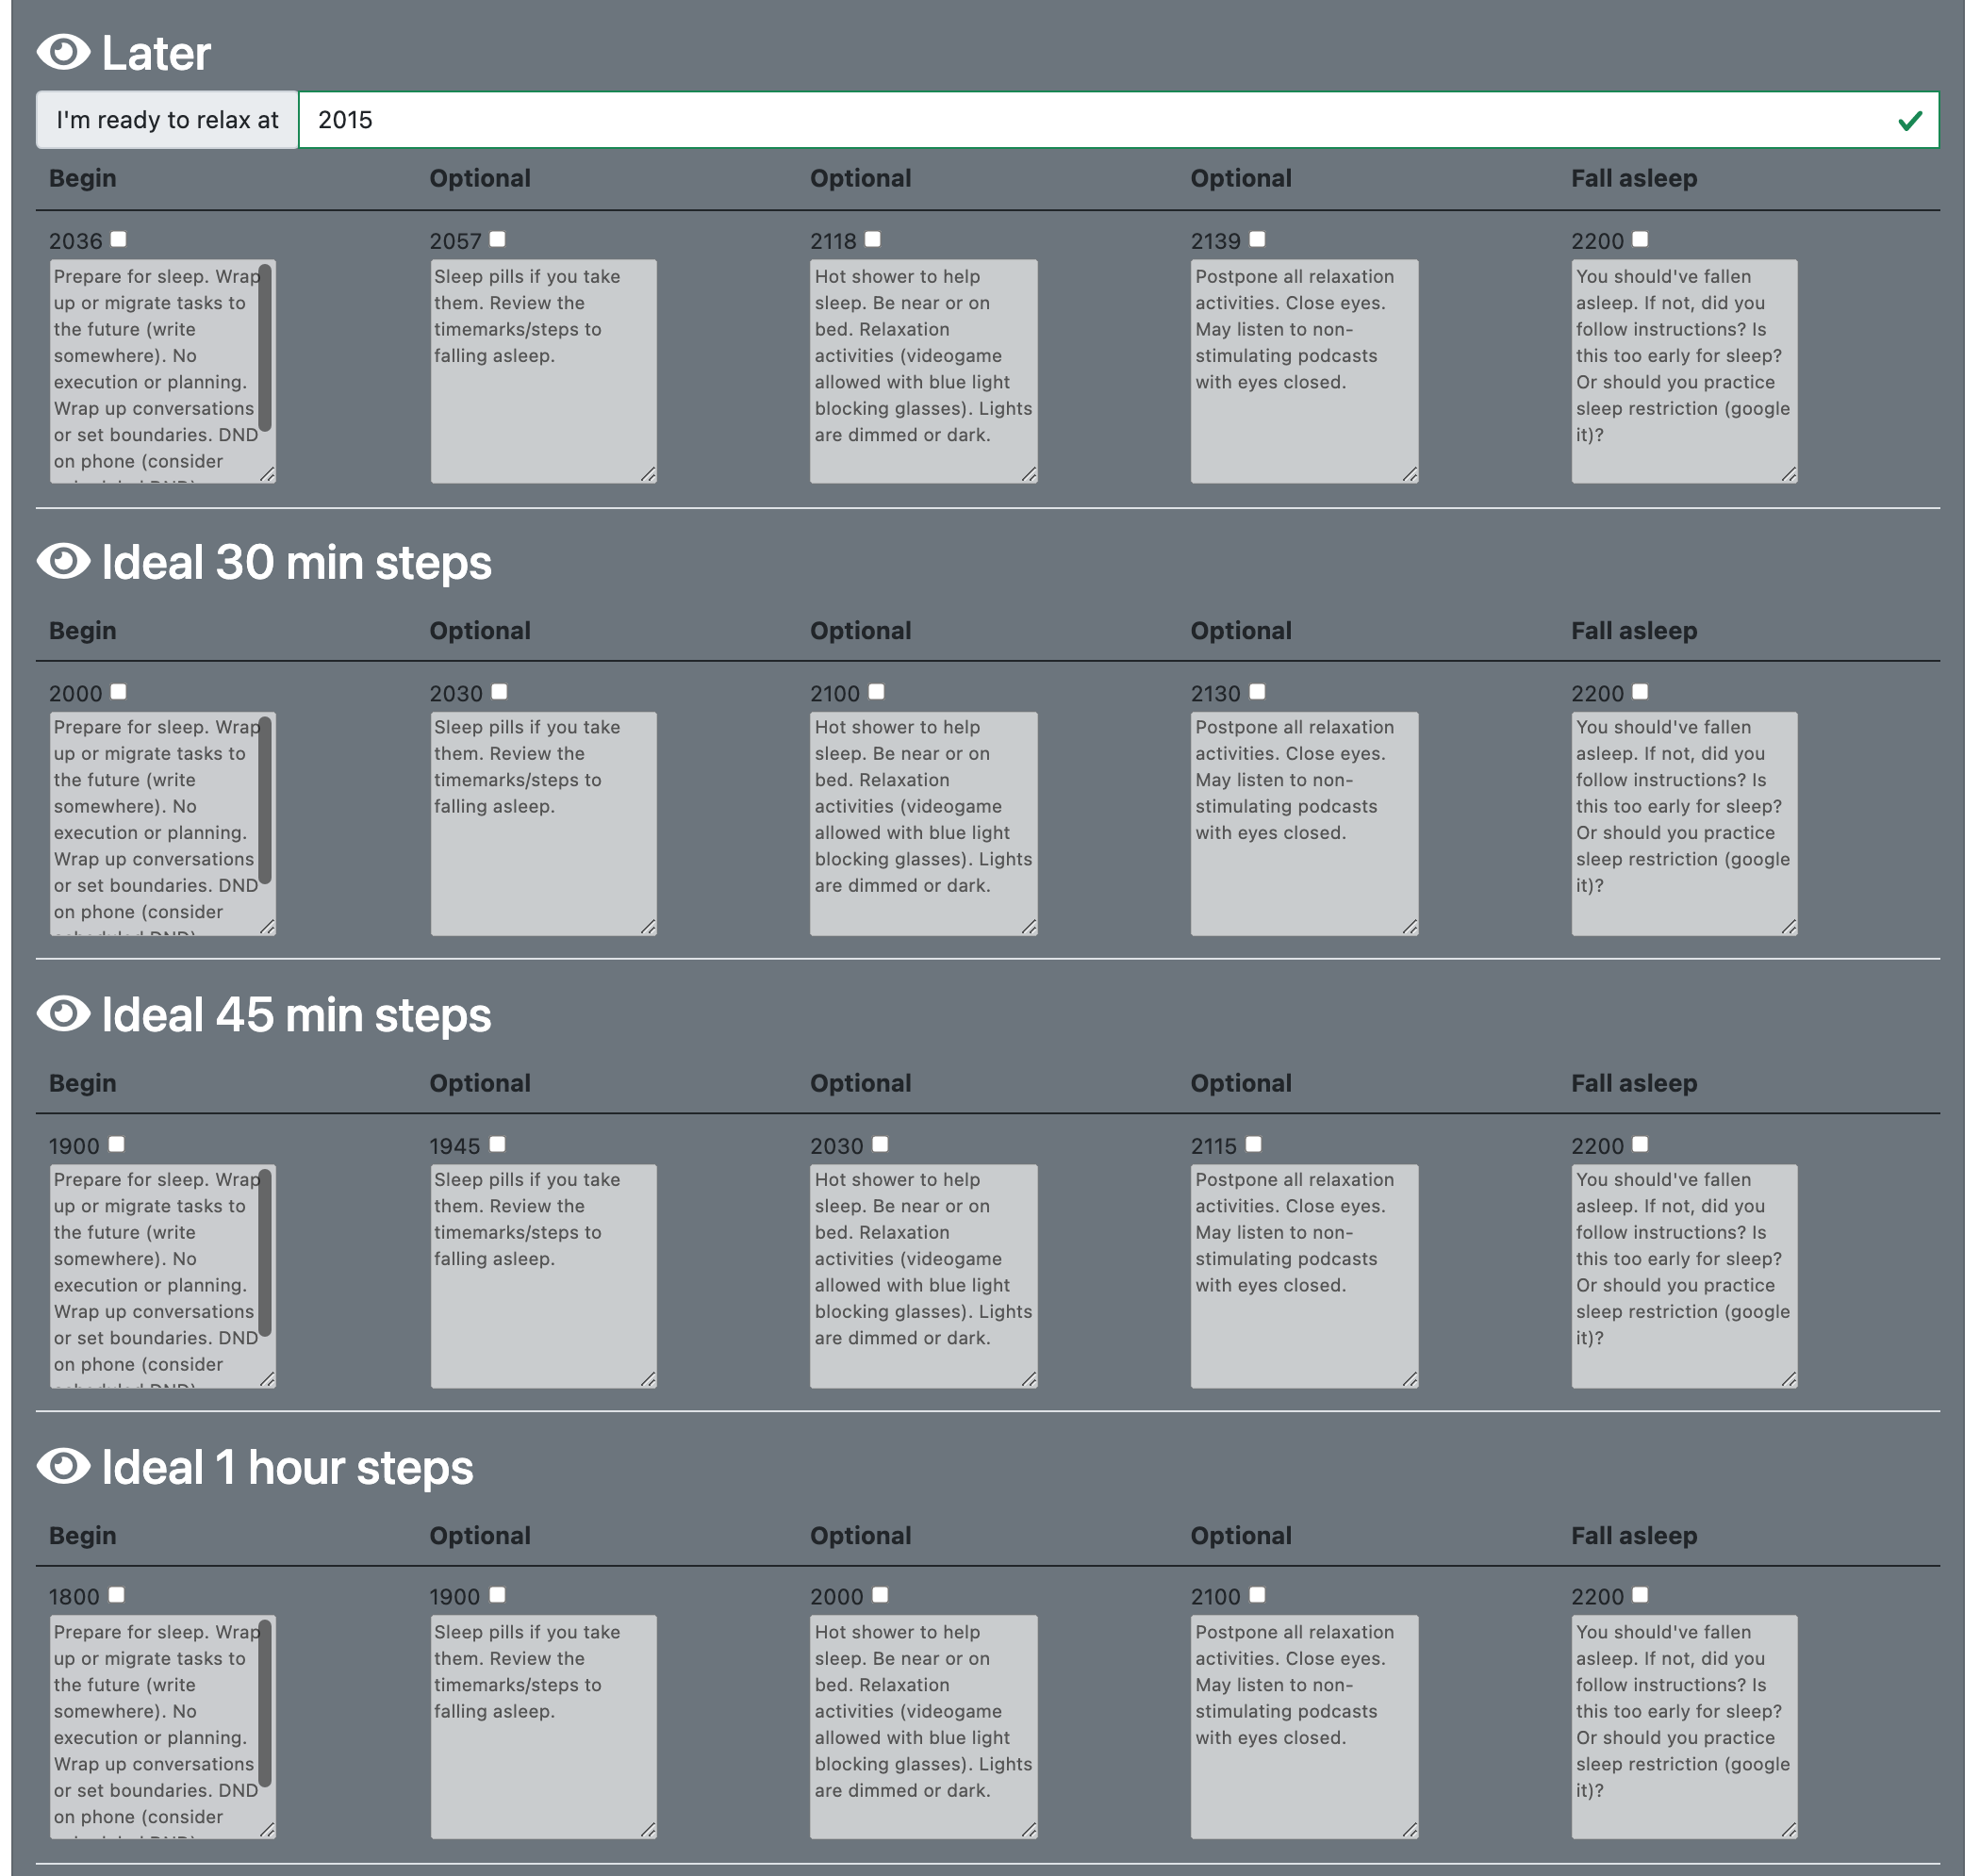 Later
I'm ready to relax at 2015
Begin Optional Optional Optional Fall asleep
2036 2057 2118 2139 2200
Prepare for sleep. Wrap
up or migrate tasks to
the future (write
somewhere). No
execution or planning.
Wrap up conversations
or set boundaries. DND
on phone (consider
Sleep pills if you take
them. Review the
timemarks/steps to
falling asleep.
Hot shower to help
sleep. Be near or on
bed. Relaxation
activities (videogame
allowed with blue light
blocking glasses). Lights
are dimmed or dark.
Postpone all relaxation
activities. Close eyes.
May listen to non-
stimulating podcasts
with eyes closed.
You should've fallen
asleep. If not, did you
follow instructions? Is
this too early for sleep?
Or should you practice
sleep restriction (google
it)?
Ideal 30 min steps
Begin Optional Optional Optional Fall asleep
2000 2030 2100 2130 2200
Prepare for sleep. Wrap
up or migrate tasks to
the future (write
somewhere). No
execution or planning.
Wrap up conversations
or set boundaries. DND
on phone (consider
scheduled DND)
Sleep pills if you take
them. Review the
timemarks/steps to
falling asleep.
Hot shower to help
sleep. Be near or on
bed. Relaxation
activities (videogame
allowed with blue light
blocking glasses). Lights
are dimmed or dark.
Postpone all relaxation
activities. Close eyes.
May listen to non-
stimulating podcasts
with eyes closed.
You should've fallen
asleep. If not, did you
follow instructions? Is
this too early for sleep?
Or should you practice
sleep restriction (google
it)?
Ideal 45 min steps
Begin Optional Optional Optional Fall asleep
1900 1945 2030 2115 2200
Prepare for sleep. Wrap
up or migrate tasks to
the future (write
somewhere). No
execution or planning.
Wrap up conversations
or set boundaries. DND
on phone (consider
Sleep pills if you take
them. Review the
timemarks/steps to
falling asleep.
Hot shower to help
sleep. Be near or on
bed. Relaxation
activities (videogame
allowed with blue light
blocking glasses). Lights
are dimmed or dark.
Postpone all relaxation
activities. Close eyes.
May listen to non-
stimulating podcasts
with eyes closed.
You should've fallen
asleep. If not, did you
follow instructions? Is
this too early for sleep?
Or should you practice
sleep restriction (google
it)?
Ideal 1 hour steps
Begin Optional Optional Optional Fall asleep
1800 1900 2000 2100 2200
Prepare for sleep. Wrap
up or migrate tasks to
the future (write
somewhere). No
execution or planning.
Wrap up conversations
or set boundaries. DND
on phone (consider
Sleep pills if you take
them. Review the
timemarks/steps to
falling asleep.
Hot shower to help
sleep. Be near or on
bed. Relaxation
activities (videogame
allowed with blue light
blocking glasses). Lights
are dimmed or dark.
Postpone all relaxation
activities. Close eyes.
May listen to non-
stimulating podcasts
with eyes closed.
You should've fallen
asleep. If not, did you
follow instructions? Is
this too early for sleep?
Or should you practice
sleep restriction (google
it)?